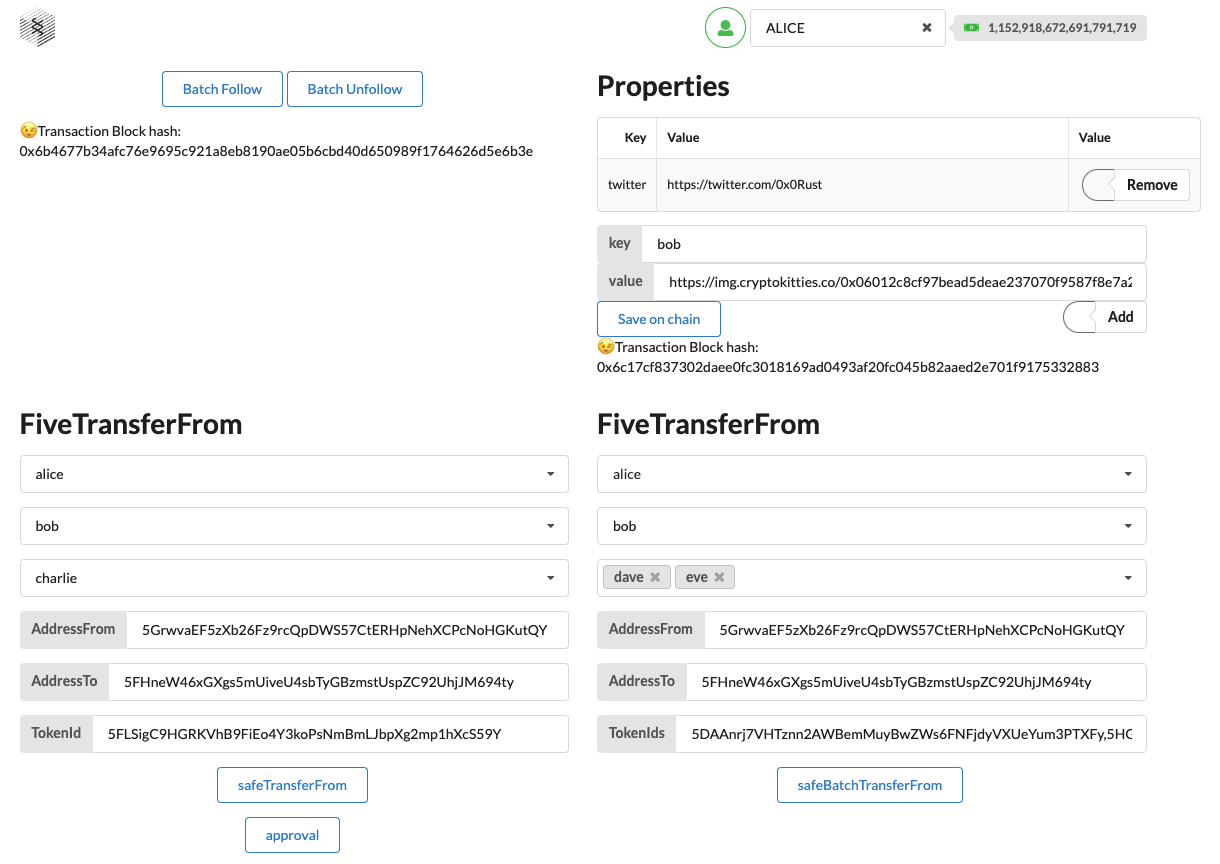 ALICE
1,152,918,672,691,791,719
Batch Follow
Batch Unfollow
😉Transaction Block hash:
0x6b4677b34afc76e9695c921a8eb8190ae05b6cbd40d650989f1764626d5e6b3e
Properties
Key Value Value
twitter https://twitter.com/0x0Rust Remove
key bob
value https://img.cryptokitties.co/0x06012c8cf97bead5deae237070f9587f8e7a2
Save on chain Add
😉Transaction Block hash:
0x6c17cf837302daee0fc3018169ad0493af20fc045b82aaed2e701f9175332883
FiveTransferFrom
alice
bob
charlie
AddressFrom 5GrwvaEF5zXb26Fz9rcQpDWS57CtERHpNehXCPcNoHGKutQY
AddressTo 5FHneW46xGXgs5mUiveU4sbTyGBzmstUspZC92UhjJM694ty
TokenId 5FLSigC9HGRKVhB9FiEo4Y3koPsNmBmLJbpXg2mp1hXcS59Y
safeTransferFrom
approval
FiveTransferFrom
alice
bob
dave eve
AddressFrom 5GrwvaEF5zXb26Fz9rcQpDWS57CtERHpNehXCPcNoHGKutQY
AddressTo 5FHneW46xGXgs5mUiveU4sbTyGBzmstUspZC92UhjJM694ty
TokenIds 5DAAnrj7VHTznn2AWBemMuyBwZWs6FNFjdyVXUeYum3PTXFy,5HG
safeBatchTransferFrom